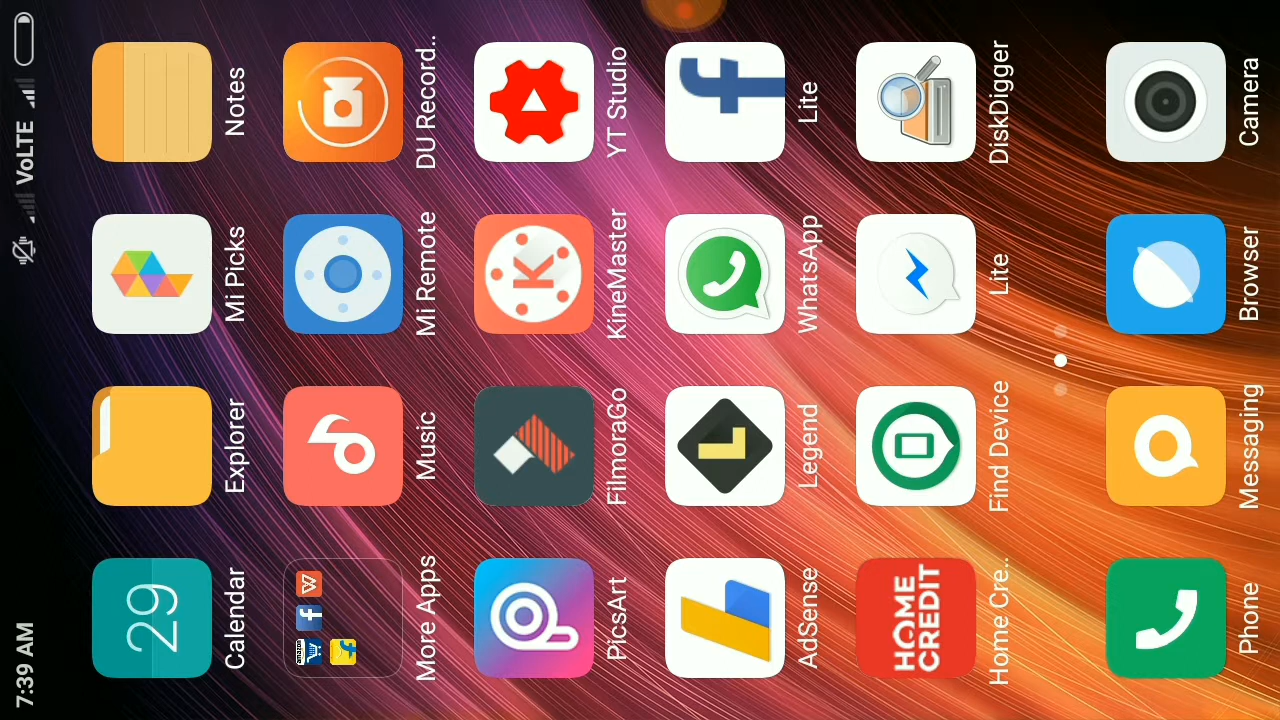 7:39 AM VoLTE
29
Calendar Explorer Mi Picks Notes
More Apps Music Mi Remote DU Record..
PicsArt FilmoraGo KineMaster YT Studio
AdSense Legend WhatsApp Lite
HOME
CREDIT
Home Cre.. Find Device Lite DiskDigger
Phone Messaging Browser Camera